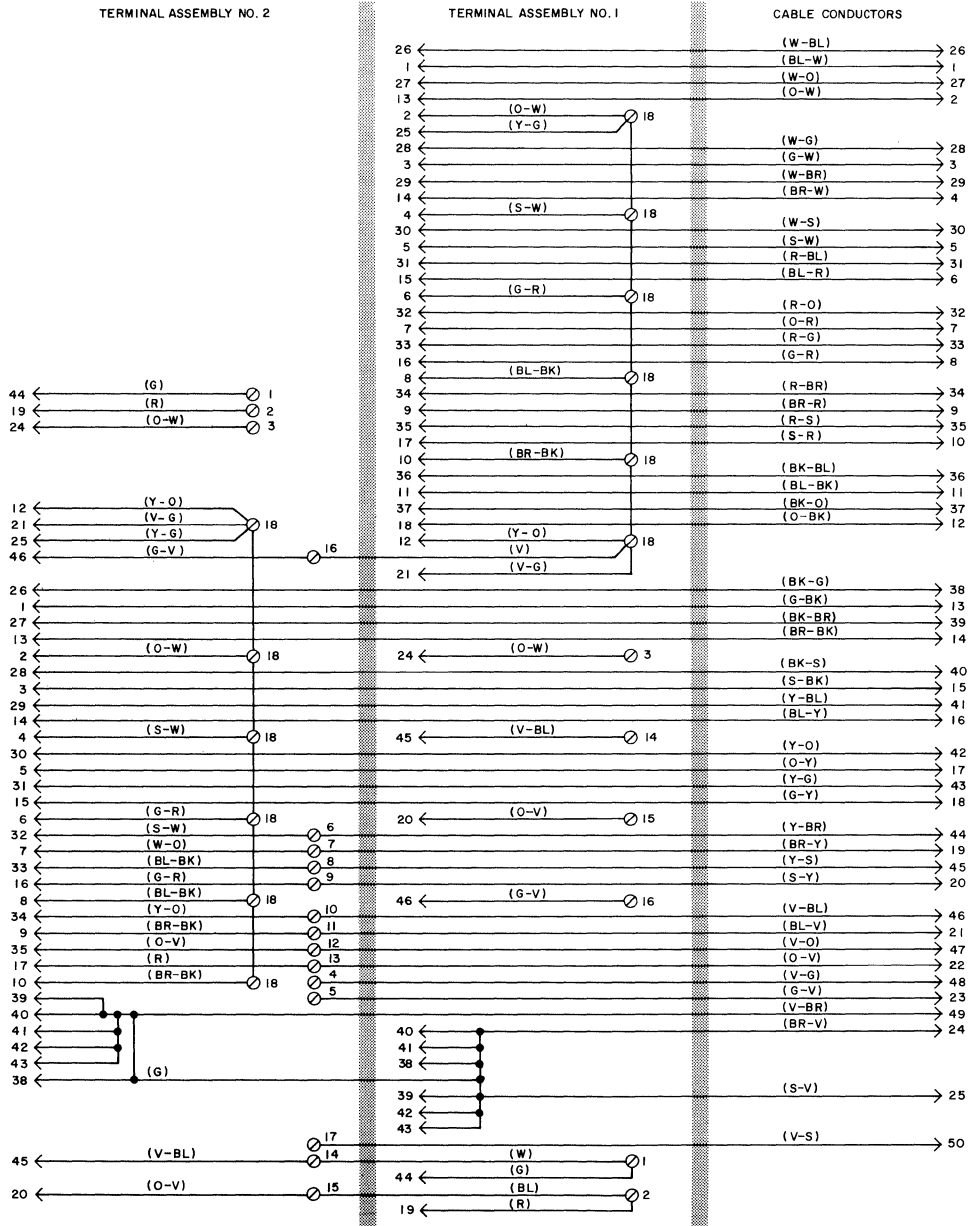 TERMINAL ASSEMBLY NO. 2 TERMINAL ASSEMBLY NO. 1 CABLE CONDUCTORS
26 (W-BL) 26
1 (BL-W) 1
27 (W-O) 27
13 (O-W) 2
2 (O-W) 18
25 (Y-G)
28 (W-G) 28
3 (G-W) 3
29 (W-BR) 29
14 (BR-W) 4
4 (S-W) 18
30 (W-S) 30
5 (S-W) 5
31 (R-BL) 31
15 (BL-R) 6
6 (G-R) 18
32 (R-O) 32
7 (O-R) 7
33 (R-G) 33
16 (G-R) 8
8 (BL-BK) 18
44 (G) 1 34 (R-BR) 34
19 (R) 2 9 (BR-R) 9
24 (O-W) 3 35 (R-S) 35
17 (S-R) 10
10 (BR-BK) 18
36 (BK-BL) 36
11 (BL-BK) 11
12 (Y-O) 37 (BK-O) 37
21 (V-G) 18 18 (O-BK) 12
25 (Y-G) 12 (Y-O) 18
46 (G-V) 16 (V)
21 (V-G)
26 (BK-G) 38
1 (G-BK) 13
27 (BK-BR) 39
13 (BR-BK) 14
2 (O-W) 18 24 (O-W) 3
28 (BK-S) 40
3 (S-BK) 15
29 (Y-BL) 41
14 (BL-Y) 16
4 (S-W) 18 45 (V-BL) 14
30 (Y-O) 42
5 (O-Y) 17
31 (Y-G) 43
15 (G-Y) 18
6 (G-R) 18 20 (O-V) 15
32 (S-W) 6 (Y-BR) 44
7 (W-O) 7 (BR-Y) 19
33 (BL-BK) 8 (Y-S) 45
16 (G-R) 9 (S-Y) 20
8 (BL-BK) 18 46 (G-V) 16
34 (Y-O) 10 (V-BL) 46
9 (BR-BK) 11 (BL-V) 21
35 (O-V) 12 (V-O) 47
17 (R) 13 (O-V) 22
10 (BR-BK) 18 4 (V-G) 48
39 5 (G-V) 23
40 (V-BR) 49
41 40 (BR-V) 24
42 41
43 38
38 (G)
39 (S-V) 25
42
43
17 (V-S) 50
45 (V-BL) 14 (W) 1
44 (G)
20 (O-V) 15 (BL) 2
19 (R)